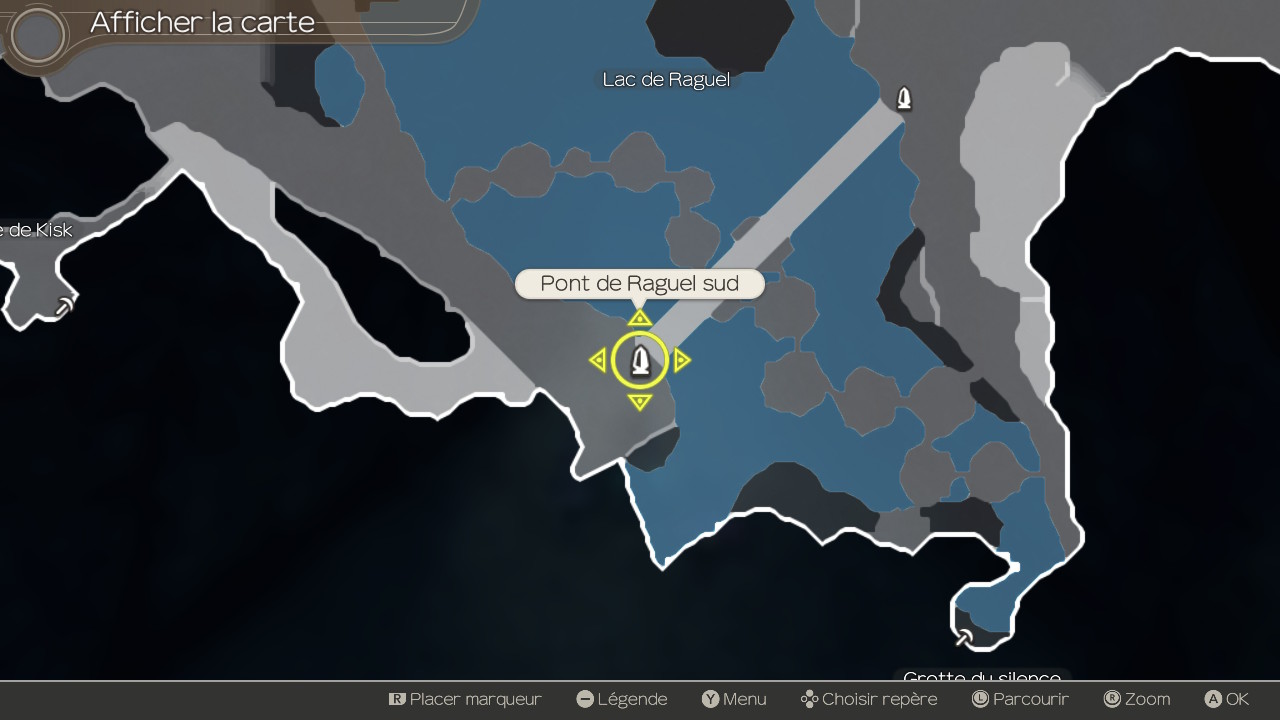 Afficher la carte
Lac de Raguel
e de Kisk
Pont de Raguel sud
Grotte du silence
R Placer marqueur
Légende
Y Menu
Choisir repère
L Parcourir
R Zoom
A OK